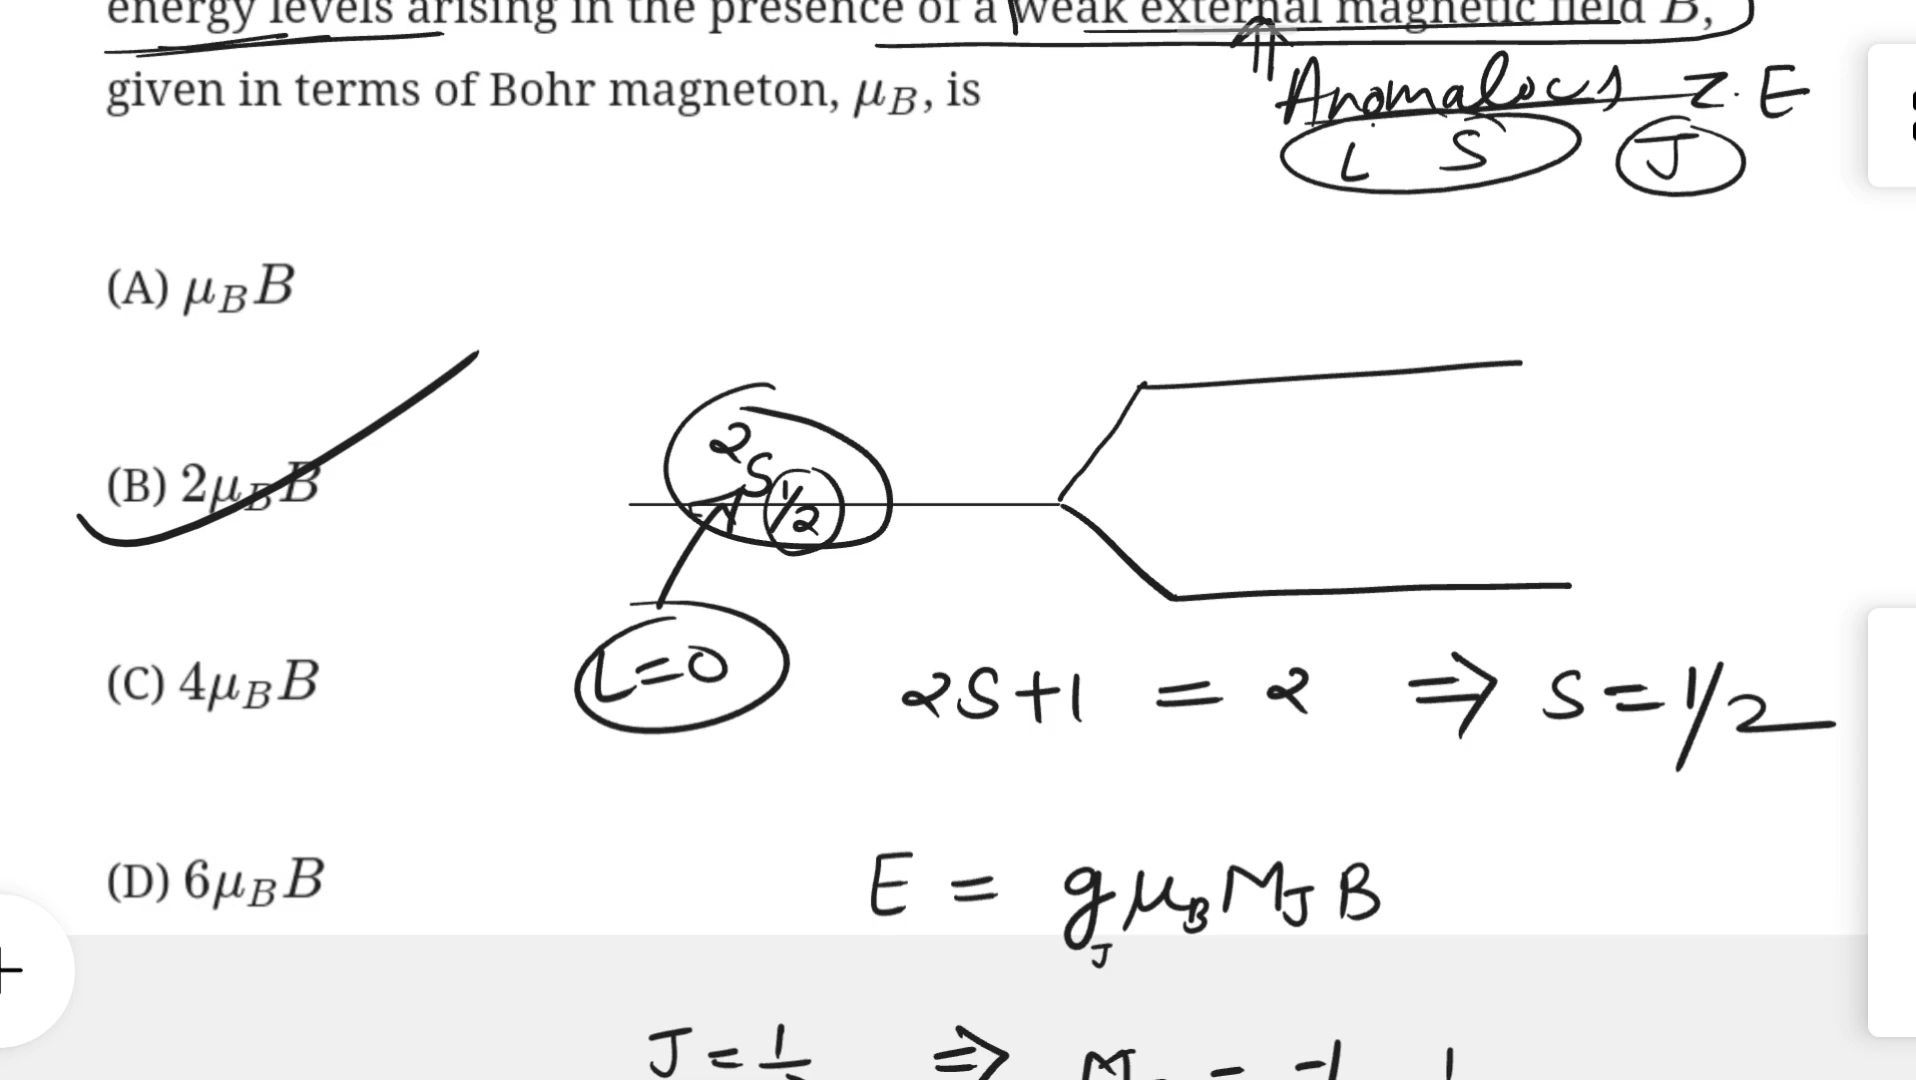 energy levels arising in the presence of a weak external magnetic field B,
given in terms of Bohr magneton, μ_B, is
Anomalous Z. E
L S J
(A) μ_B B
²S_1/2
(B) 2μ_B B
L=0
2S+1 = 2 ⇒ S=1/2
(C) 4μ_B B
E = g_J μ_B M_J B
(D) 6μ_B B
J = 1 ⇒